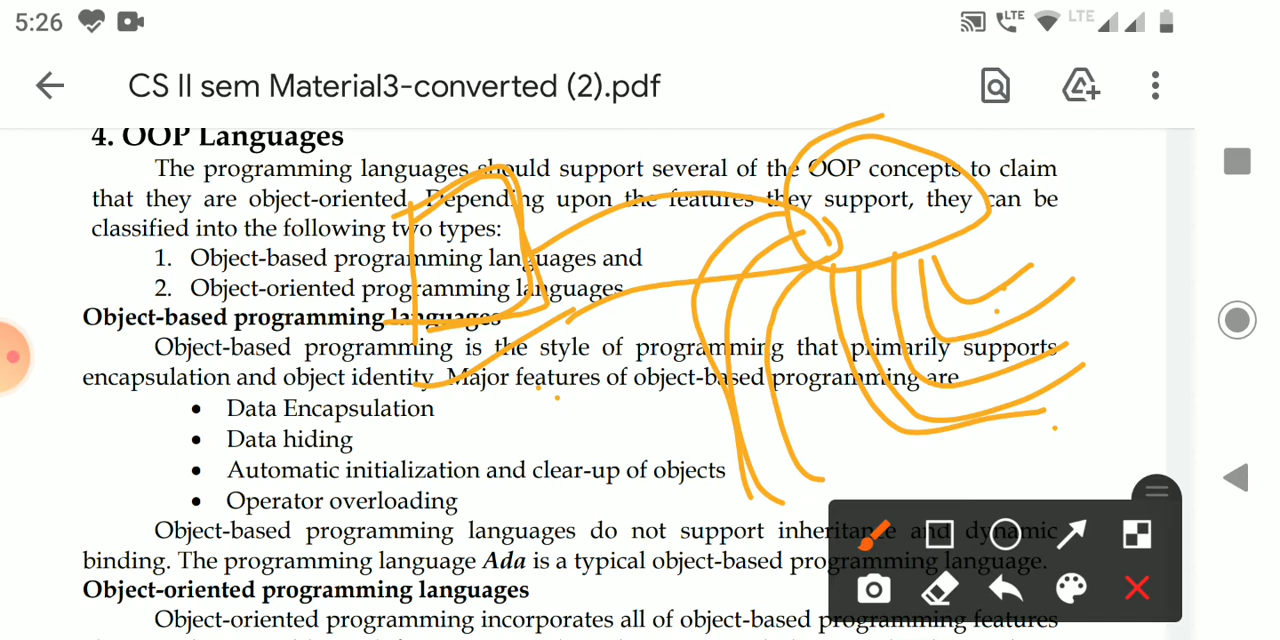 5:26 LTE LTE
CS II sem Material3-converted (2).pdf
4. OOP Languages
The programming languages should support several of the OOP concepts to claim
that they are object-oriented. Depending upon the features they support, they can be
classified into the following two types:
1. Object-based programming languages and
2. Object-oriented programming languages.
Object-based programming languages
Object-based programming is the style of programming that primarily supports
encapsulation and object identity. Major features of object-based programming are
• Data Encapsulation
• Data hiding
• Automatic initialization and clear-up of objects
• Operator overloading
Object-based programming languages do not support inheritance and dynamic
binding. The programming language Ada is a typical object-based programming language.
Object-oriented programming languages
Object-oriented programming incorporates all of object-based programming features